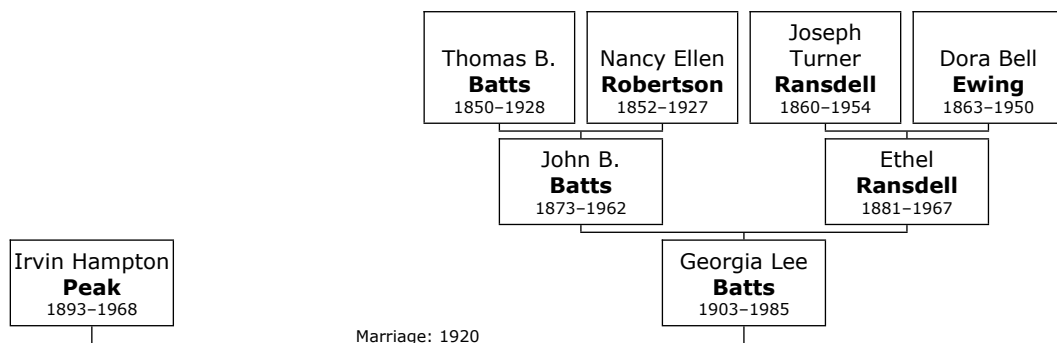 Thomas B.
Batts
1850–1928
Nancy Ellen
Robertson
1852–1927
Joseph
Turner
Ransdell
1860–1954
Dora Bell
Ewing
1863–1950
John B.
Batts
1873–1962
Ethel
Ransdell
1881–1967
Irvin Hampton
Peak
1893–1968
Georgia Lee
Batts
1903–1985
Marriage: 1920